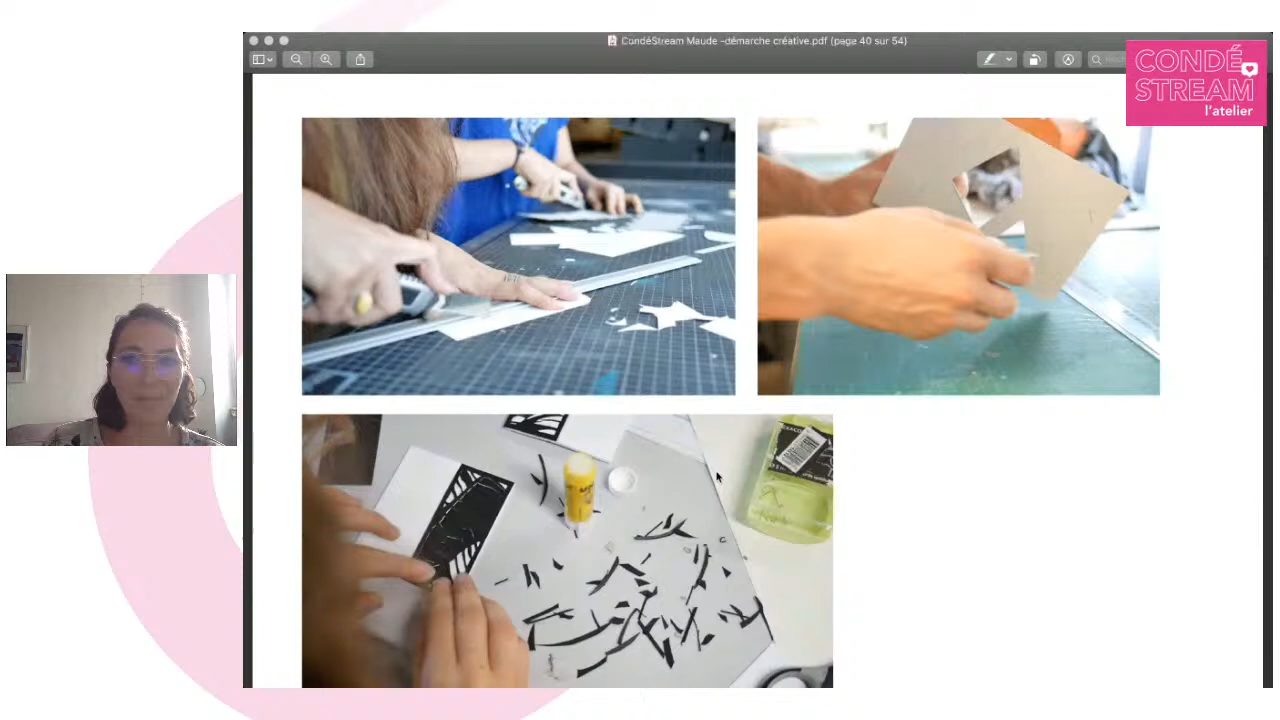 CondéStream Maude -démarche créative.pdf (page 40 sur 54)
CONDÉ
STREAM
l'atelier